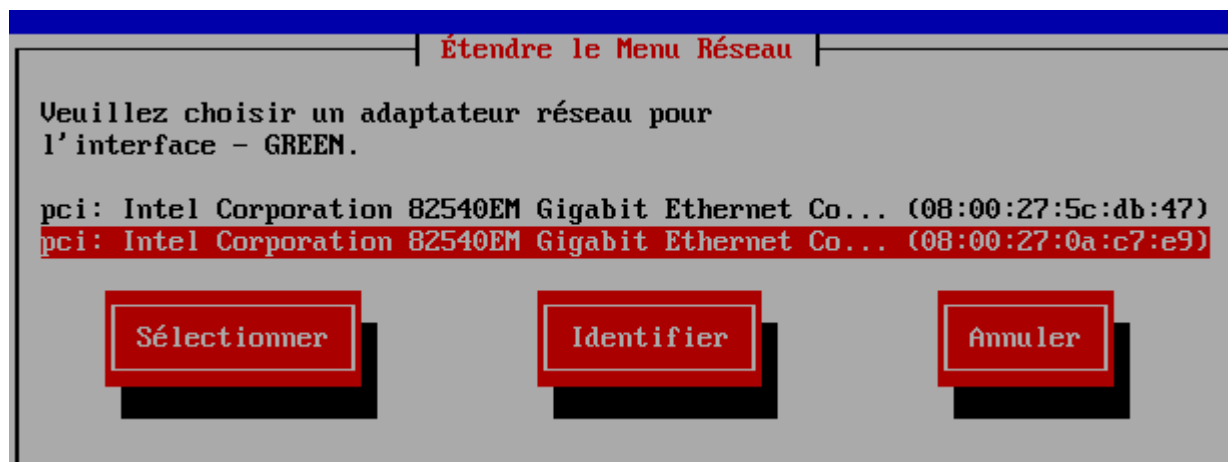 Étendre le Menu Réseau
Veuillez choisir un adaptateur réseau pour
l'interface – GREEN.
pci: Intel Corporation 82540EM Gigabit Ethernet Co... (08:00:27:5c:db:47)
pci: Intel Corporation 82540EM Gigabit Ethernet Co... (08:00:27:0a:c7:e9)
Sélectionner Identifier Annuler